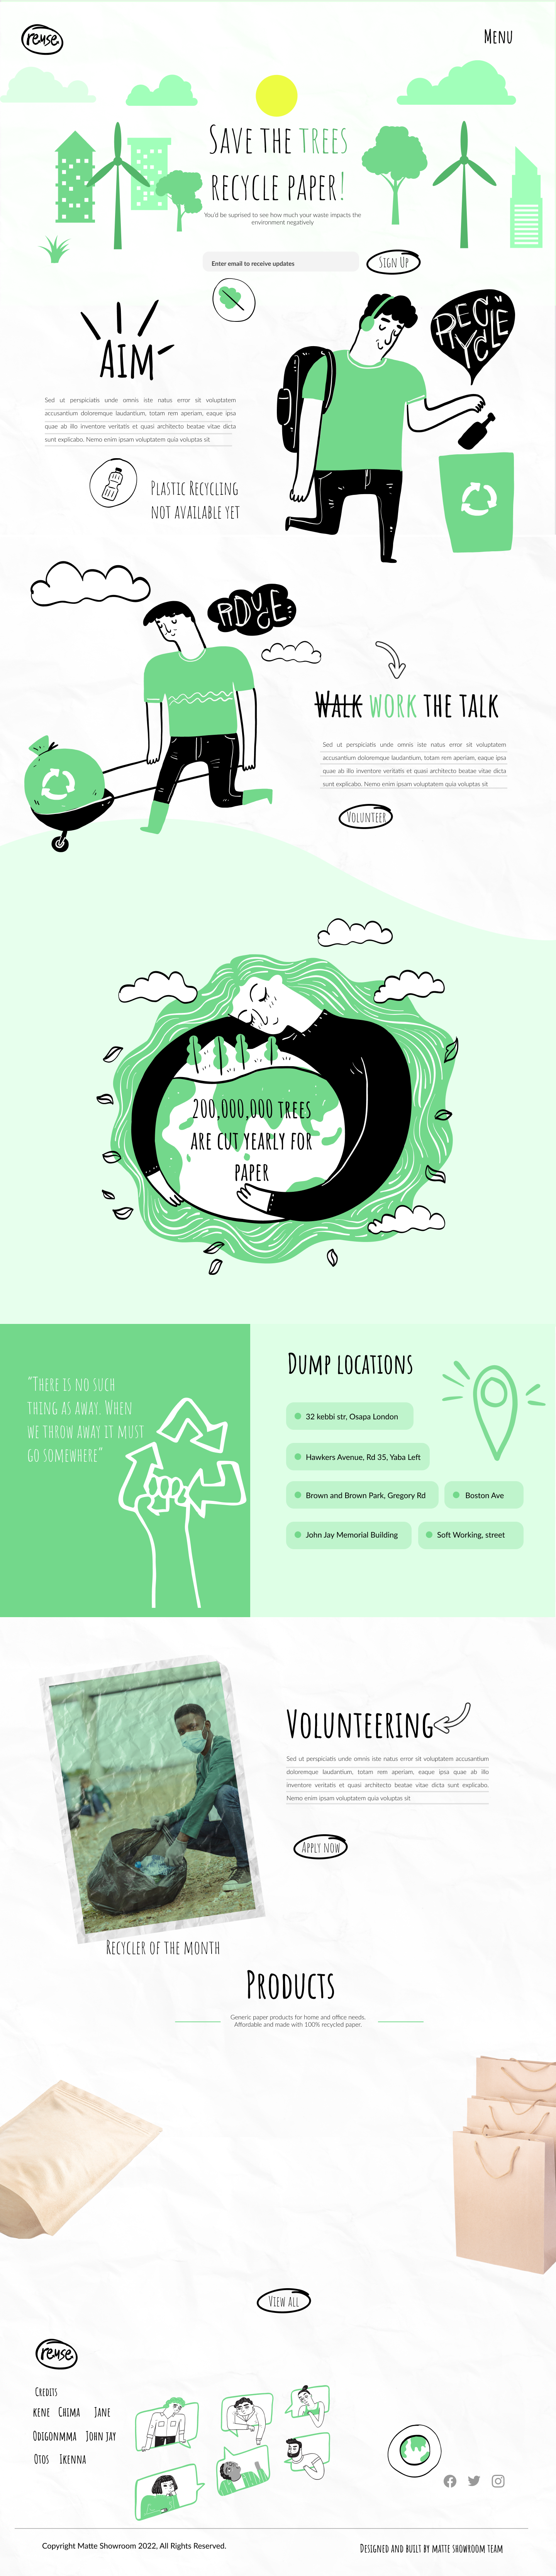 reuse
Menu
Save the trees
recycle paper!
You'd be suprised to see how much your waste impacts the
environment negatively
Enter email to receive updates
Sign Up
Aim
RECYCLE
Sed ut perspiciatis unde omnis iste natus error sit voluptatem
accusantium doloremque laudantium, totam rem aperiam, eaque ipsa
quae ab illo inventore veritatis et quasi architecto beatae vitae dicta
sunt explicabo. Nemo enim ipsam voluptatem quia voluptas sit
Plastic Recycling
not available yet
Walk work the talk
Sed ut perspiciatis unde omnis iste natus error sit voluptatem
accusantium doloremque laudantium, totam rem aperiam, eaque ipsa
quae ab illo inventore veritatis et quasi architecto beatae vitae dicta
sunt explicabo. Nemo enim ipsam voluptatem quia voluptas sit
Volunteer
200,000,000 trees
are cut yearly for
paper
"There is no such
thing as away. When
we throw away it must
go somewhere"
Dump locations
32 kebbi str, Osapa London
Hawkers Avenue, Rd 35, Yaba Left
Brown and Brown Park, Gregory Rd
Boston Ave
John Jay Memorial Building
Soft Working, street
Volunteering
Sed ut perspiciatis unde omnis iste natus error sit voluptatem accusantium
doloremque laudantium, totam rem aperiam, eaque ipsa quae ab illo
inventore veritatis et quasi architecto beatae vitae dicta sunt explicabo.
Nemo enim ipsam voluptatem quia voluptas sit
Apply now
Recycler of the month
Products
Generic paper products for home and office needs.
Affordable and made with 100% recycled paper.
View all
reuse
Credits
kene Chima Jane
Odigonmma John jay
Otos Ikenna
Copyright Matte Showroom 2022, All Rights Reserved.
Designed and built by matte showroom team